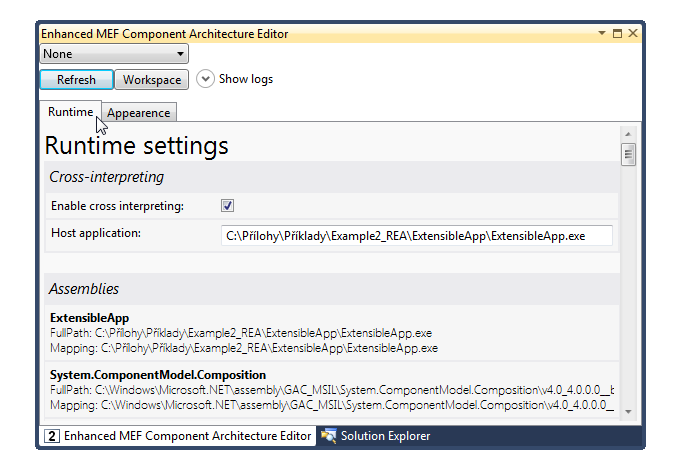 Enhanced MEF Component Architecture Editor
None
Refresh Workspace Show logs
Runtime Appearence
Runtime settings
Cross-interpreting
Enable cross interpreting:
Host application: C:\Přílohy\Příklady\Example2_REA\ExtensibleApp\ExtensibleApp.exe
Assemblies
ExtensibleApp
FullPath: C:\Přílohy\Příklady\Example2_REA\ExtensibleApp\ExtensibleApp.exe
Mapping: C:\Přílohy\Příklady\Example2_REA\ExtensibleApp\ExtensibleApp.exe
System.ComponentModel.Composition
FullPath: C:\Windows\Microsoft.NET\assembly\GAC_MSIL\System.ComponentModel.Composition\v4.0_4.0.0.0__b
Mapping: C:\Windows\Microsoft.NET\assembly\GAC_MSIL\System.ComponentModel.Composition\v4.0_4.0.0.0__
2 Enhanced MEF Component Architecture Editor Solution Explorer